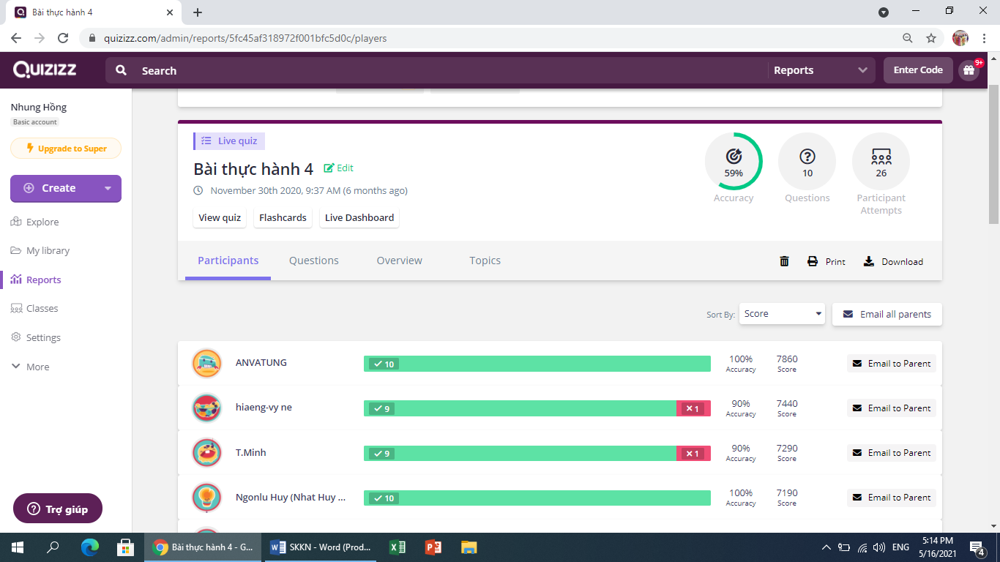 Bài thực hành 4
quizizz.com/admin/reports/5fc45af318972f001bfc5d0c/players
QUIZIZZ
Search
Reports
Enter Code
9+
Nhung Hồng
Basic account
Upgrade to Super
Create
Explore
My library
Reports
Classes
Settings
More
Trợ giúp
Live quiz
Bài thực hành 4 Edit
November 30th 2020, 9:37 AM (6 months ago)
View quiz Flashcards Live Dashboard
59%
Accuracy
10
Questions
26
Participant
Attempts
Participants Questions Overview Topics Print Download
Sort By: Score Email all parents
ANVATUNG 10 100% Accuracy 7860 Score Email to Parent
hiaeng-vy ne 9 1 90% Accuracy 7440 Score Email to Parent
T.Minh 9 1 90% Accuracy 7290 Score Email to Parent
Ngonlu Huy (Nhat Huy ... 10 100% Accuracy 7190 Score Email to Parent
Bài thực hành 4 - G...
SKKN - Word (Prod...
ENG
5:14 PM
5/16/2021
4